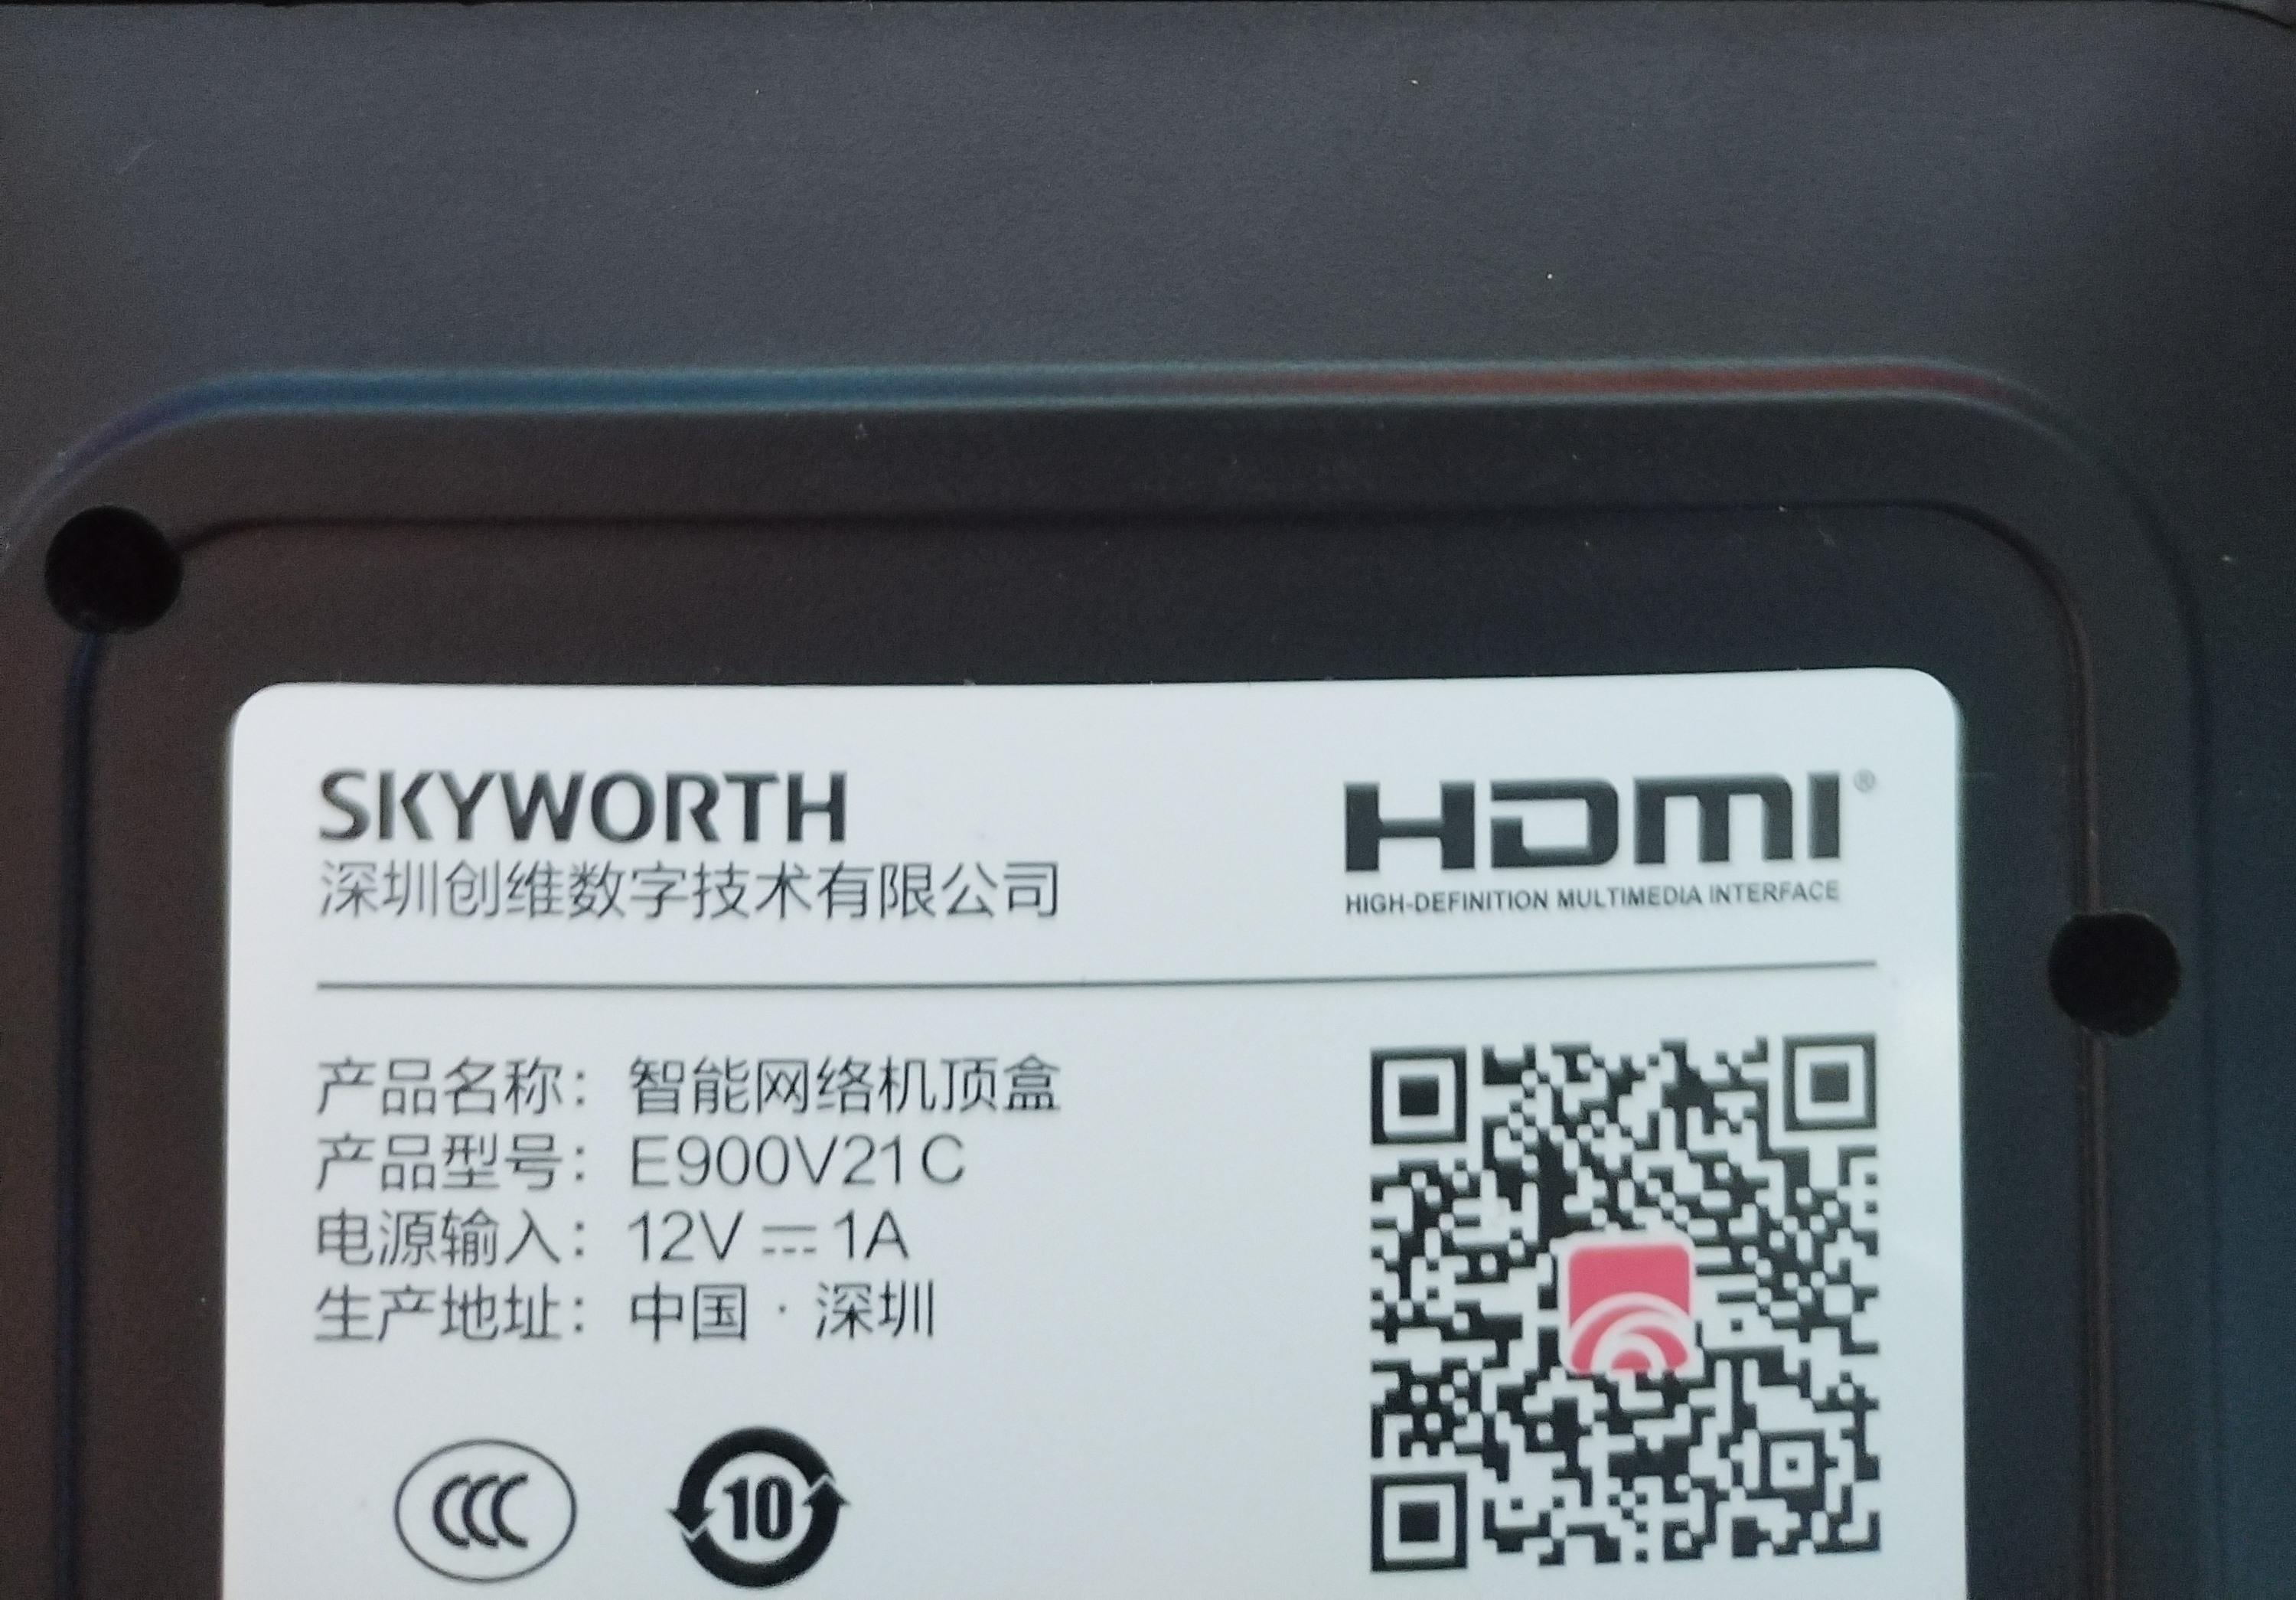 SKYWORTH
深圳创维数字技术有限公司
HDMI®
HIGH-DEFINITION MULTIMEDIA INTERFACE
产品名称：智能网络机顶盒
产品型号：E900V21C
电源输入：12V ⎓ 1A
生产地址：中国·深圳
CCC
10